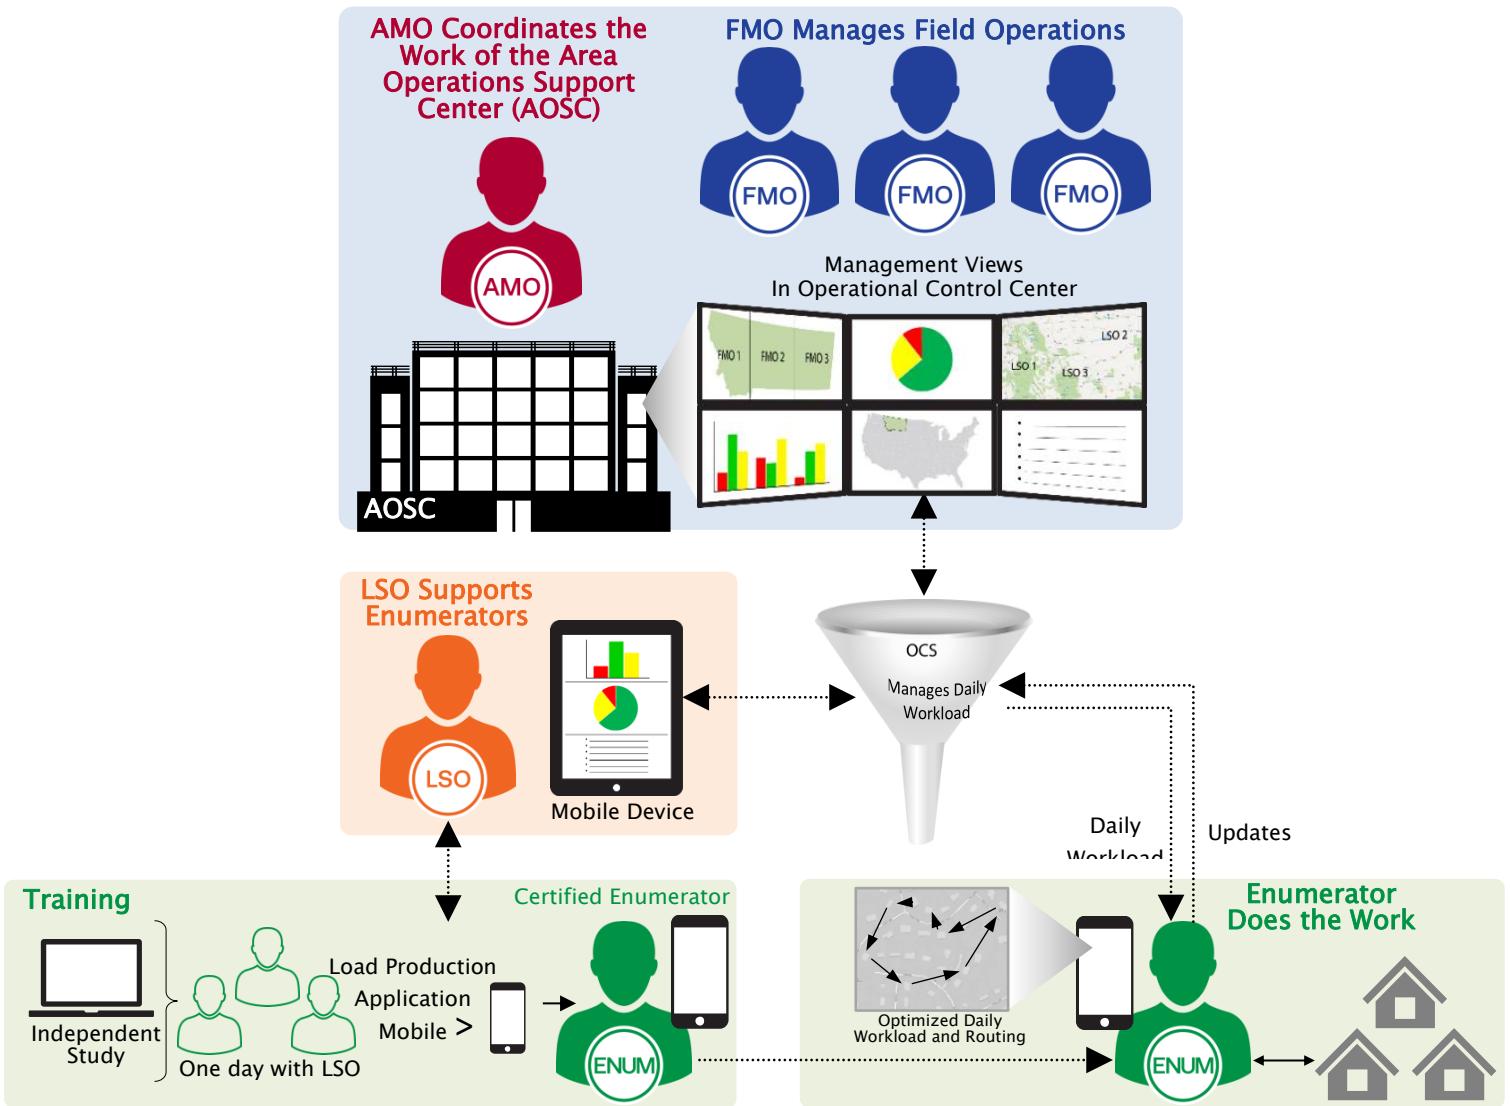 AMO Coordinates the
Work of the Area
Operations Support
Center (AOSC)
FMO Manages Field Operations
FMO
FMO
FMO
AMO
Management Views
In Operational Control Center
FMO 1
FMO 2
FMO 3
LSO 2
LSO 1
LSO 3
AOSC
LSO Supports
Enumerators
LSO
Mobile Device
OCS
Manages Daily
Workload
Daily
Workload
Updates
Training
Independent
Study
One day with LSO
Load Production
Application
Mobile >
Certified Enumerator
ENUM
Optimized Daily
Workload and Routing
Enumerator
Does the Work
ENUM